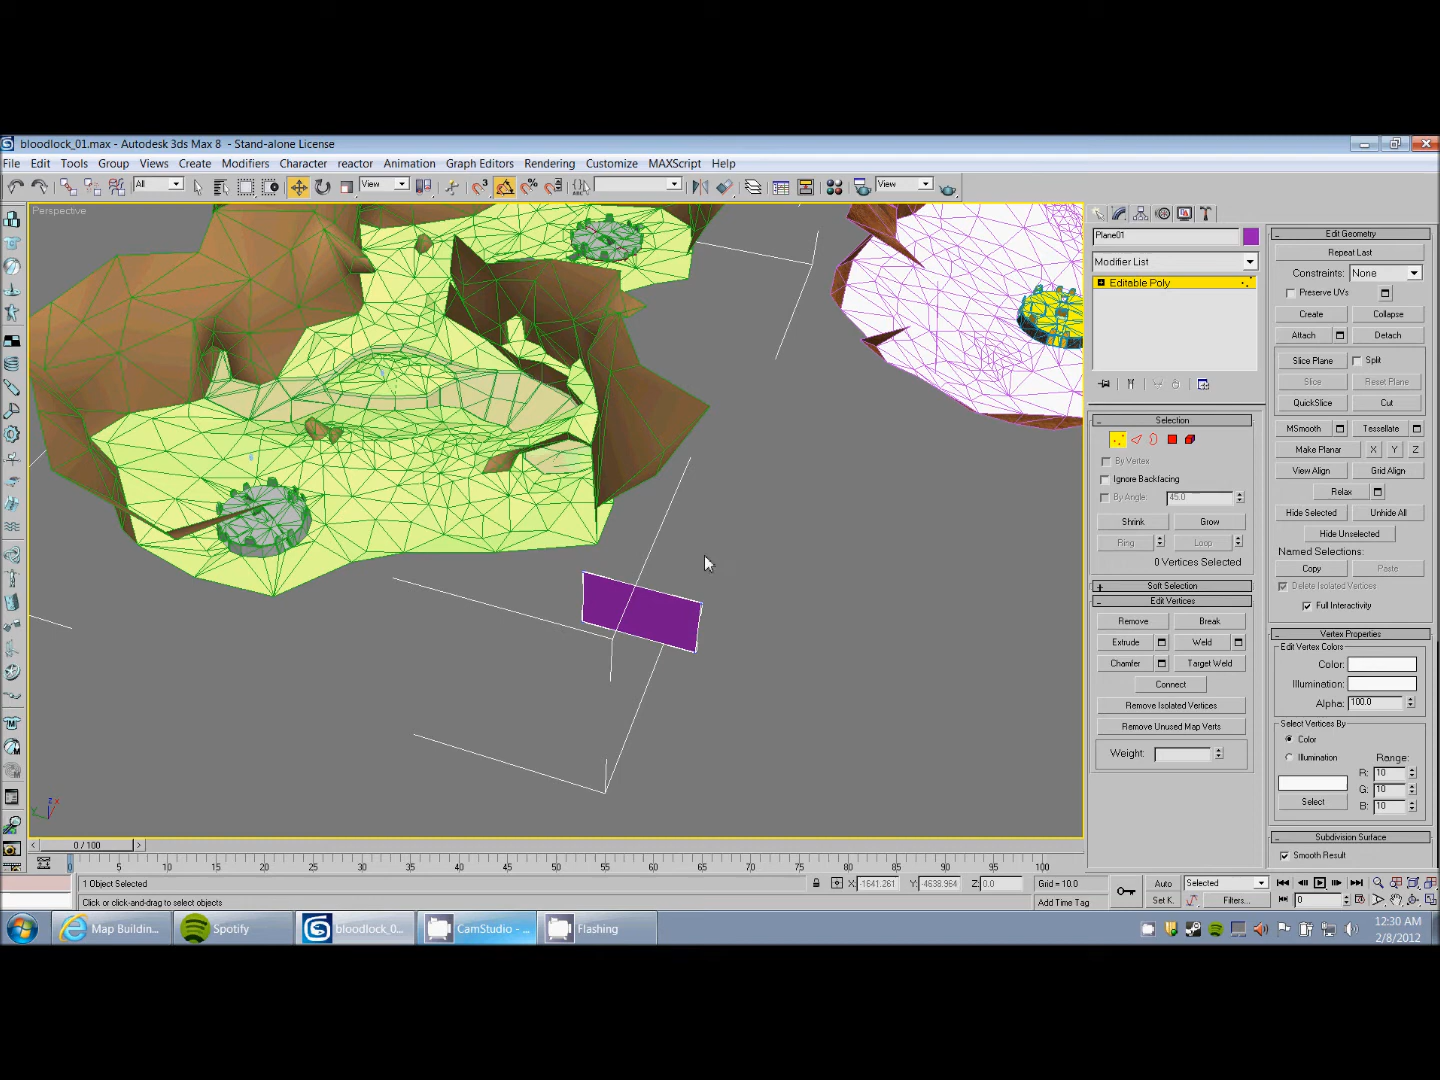 bloodlock_01.max - Autodesk 3ds Max 8 - Stand-alone License
File Edit Tools Group Views Create Modifiers Character reactor Animation Graph Editors Rendering Customize MAXScript Help
All View View
Perspective
Plane01
Modifier List
Editable Poly
Selection
By Vertex
Ignore Backfacing
By Angle: 45.0
Shrink Grow
Ring Loop
0 Vertices Selected
Soft Selection
Edit Vertices
Remove Break
Extrude Weld
Chamfer Target Weld
Connect
Remove Isolated Vertices
Remove Unused Map Verts
Weight:
Edit Geometry
Repeat Last
Constraints: None
Preserve UVs
Create Collapse
Attach Detach
Slice Plane Split
Slice Reset Plane
QuickSlice Cut
MSmooth Tessellate
Make Planar X Y Z
View Align Grid Align
Relax
Hide Selected Unhide All
Hide Unselected
Named Selections:
Copy Paste
Delete Isolated Vertices
Full Interactivity
Vertex Properties
Edit Vertex Colors
Color:
Illumination:
Alpha: 100.0
Select Vertices By
Color
Illumination Range:
R: 10
G: 10
Select B: 10
Subdivision Surface
Smooth Result
0 / 100
0 5 10 15 20 25 30 35 40 45 50 55 60 65 70 75 80 85 90 95 100
1 Object Selected X: -1641.261 Y: -4638.964 Z: 0.0 Grid = 10.0 Auto Selected
Click or click-and-drag to select objects Add Time Tag Set K. Filters... 0
Map Buildin... Spotify bloodlock_0... CamStudio - ... Flashing
12:30 AM
2/8/2012